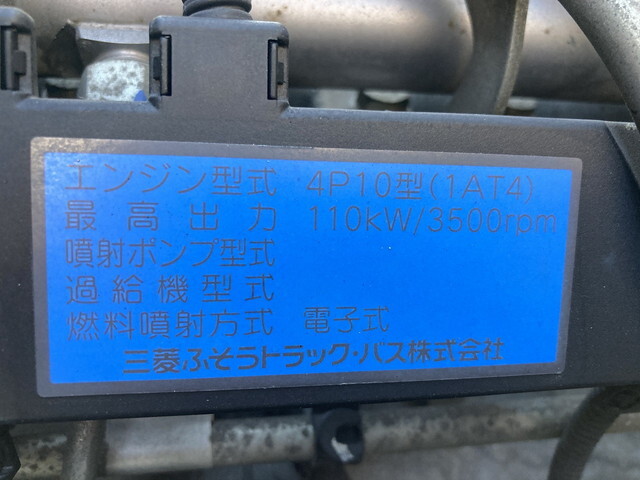 エンジン型式 4P10型(1AT4)
最高出力 110kW/3500rpm
噴射ポンプ型式
過給機型式
燃料噴射方式 電子式
三菱ふそうトラック・バス株式会社